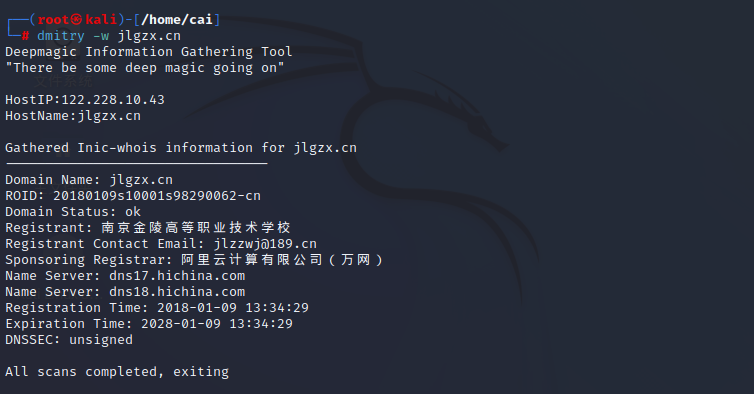 ┌──(root㉿kali)-[/home/cai]
└─# dmitry -w jlgzx.cn
Deepmagic Information Gathering Tool
"There be some deep magic going on"
HostIP:122.228.10.43
HostName:jlgzx.cn
Gathered Inic-whois information for jlgzx.cn
---------------------------------
Domain Name: jlgzx.cn
ROID: 20180109s10001s98290062-cn
Domain Status: ok
Registrant: 南京金陵高等职业技术学校
Registrant Contact Email: jlzzwj@189.cn
Sponsoring Registrar: 阿里云计算有限公司（万网）
Name Server: dns17.hichina.com
Name Server: dns18.hichina.com
Registration Time: 2018-01-09 13:34:29
Expiration Time: 2028-01-09 13:34:29
DNSSEC: unsigned
All scans completed, exiting